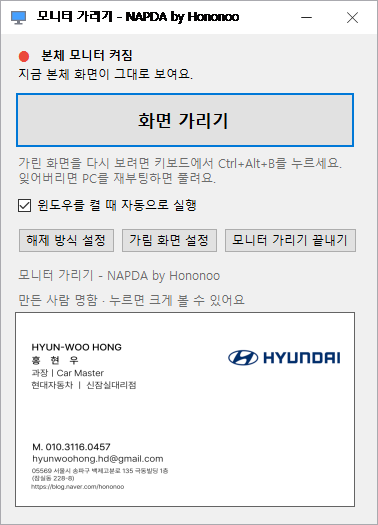 모니터 가리기 - NAPDA by Hononoo
본체 모니터 켜짐
지금 본체 화면이 그대로 보여요.
화면 가리기
가린 화면을 다시 보려면 키보드에서 Ctrl+Alt+B를 누르세요.
잊어버리면 PC를 재부팅하면 풀려요.
윈도우를 켤 때 자동으로 실행
해제 방식 설정
가림 화면 설정
모니터 가리기 끝내기
모니터 가리기 - NAPDA by Hononoo
만든 사람 명함 · 누르면 크게 볼 수 있어요
HYUN-WOO HONG
홍 현 우
과장 | Car Master
현대자동차 | 신잠실대리점
HYUNDAI
M. 010.3116.0457
hyunwoohong.hd@gmail.com
05569 서울시 송파구 백제고분로 135 극동빌딩 1층
(잠실동 228-8)
https://blog.naver.com/hononoo